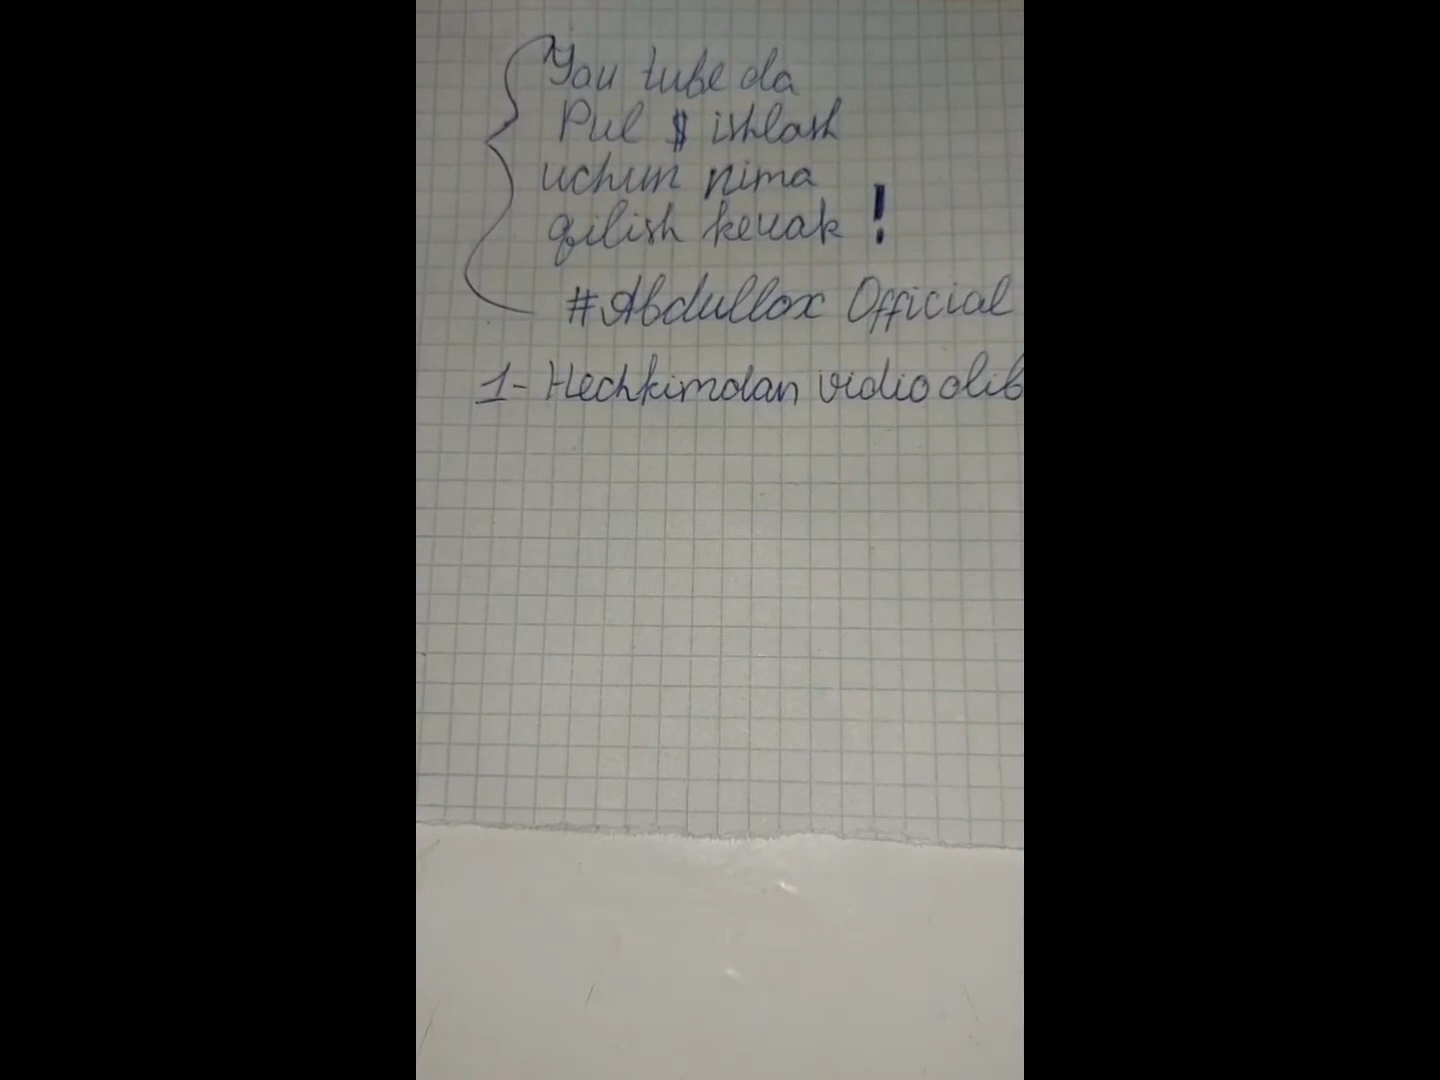 You tube da
Pul $ ishlash
uchun nima
qilish kerak !
#Abdullox Official
1- Hechkimdan vidio olib